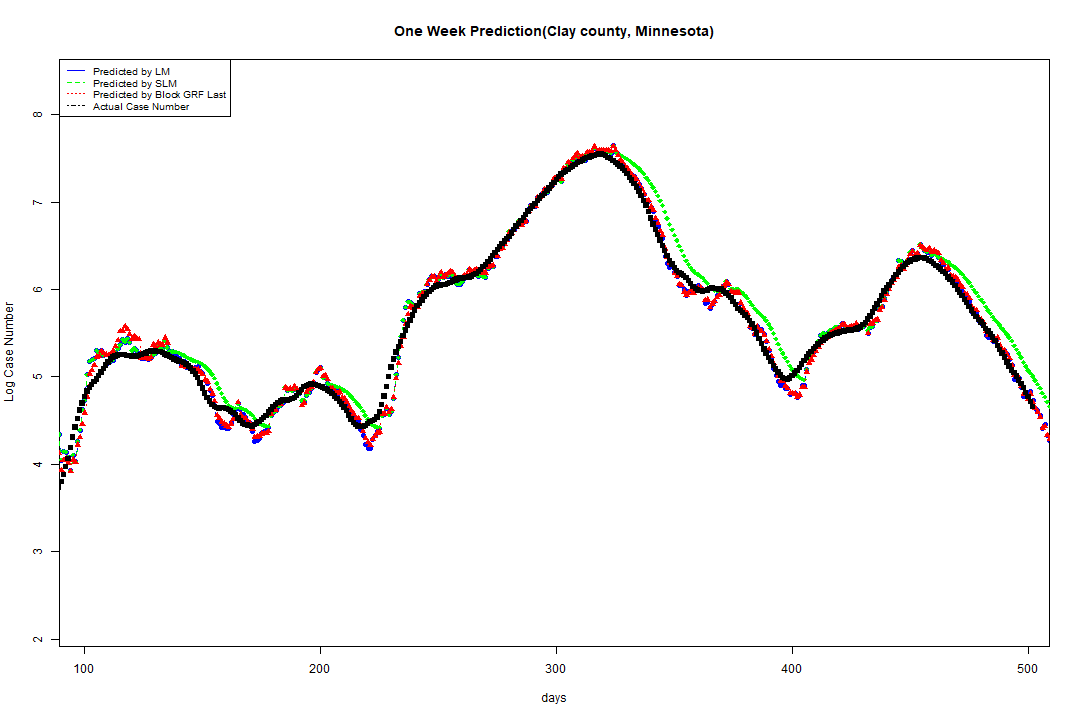 One Week Prediction(Clay county, Minnesota)
Predicted by LM
Predicted by SLM
Predicted by Block GRF Last
Actual Case Number
8
7
6
5
4
3
2
Log Case Number
100 200 300 400 500
days